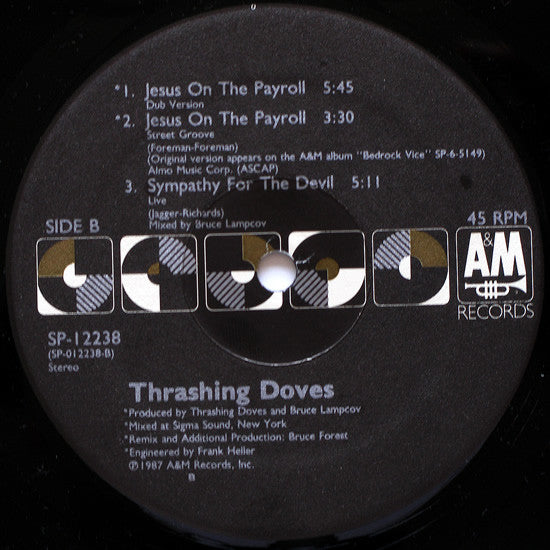 *1. Jesus On The Payroll 5:45
Dub Version
*2. Jesus On The Payroll 3:30
Street Groove
(Foreman-Foreman)
(Original version appears on the A&M album "Bedrock Vice" SP-6-5149)
Almo Music Corp. (ASCAP)
3. Sympathy For The Devil 5:11
Live
(Jagger-Richards)
Mixed by Bruce Lampcov
SIDE B
45 RPM
A&M
RECORDS
SP-12238
(SP-012238-B)
Stereo
Thrashing Doves
*Produced by Thrashing Doves and Bruce Lampcov
*Mixed at Sigma Sound, New York
*Remix and Additional Production: Bruce Forest
*Engineered by Frank Heller
℗1987 A&M Records, Inc.
B